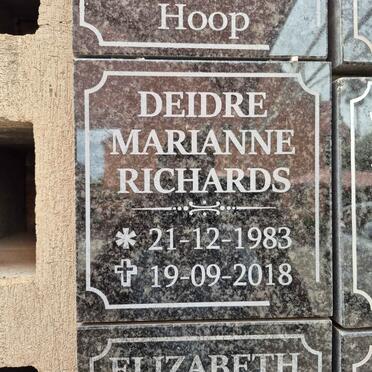 Hoop
DEIDRE
MARIANNE
RICHARDS
* 21-12-1983
✝ 19-09-2018
ELIZABETH